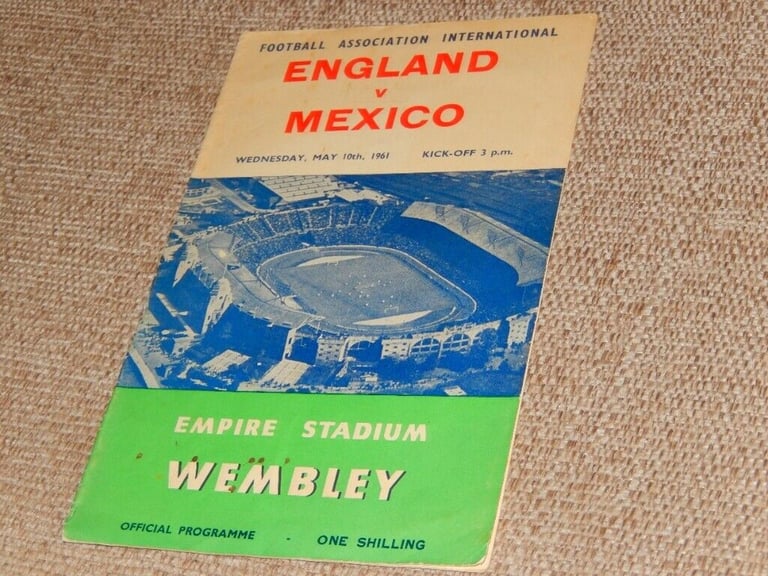 FOOTBALL ASSOCIATION INTERNATIONAL
ENGLAND
v
MEXICO
WEDNESDAY, MAY 10th, 1961 KICK-OFF 3 p.m.
EMPIRE STADIUM
WEMBLEY
OFFICIAL PROGRAMME - ONE SHILLING